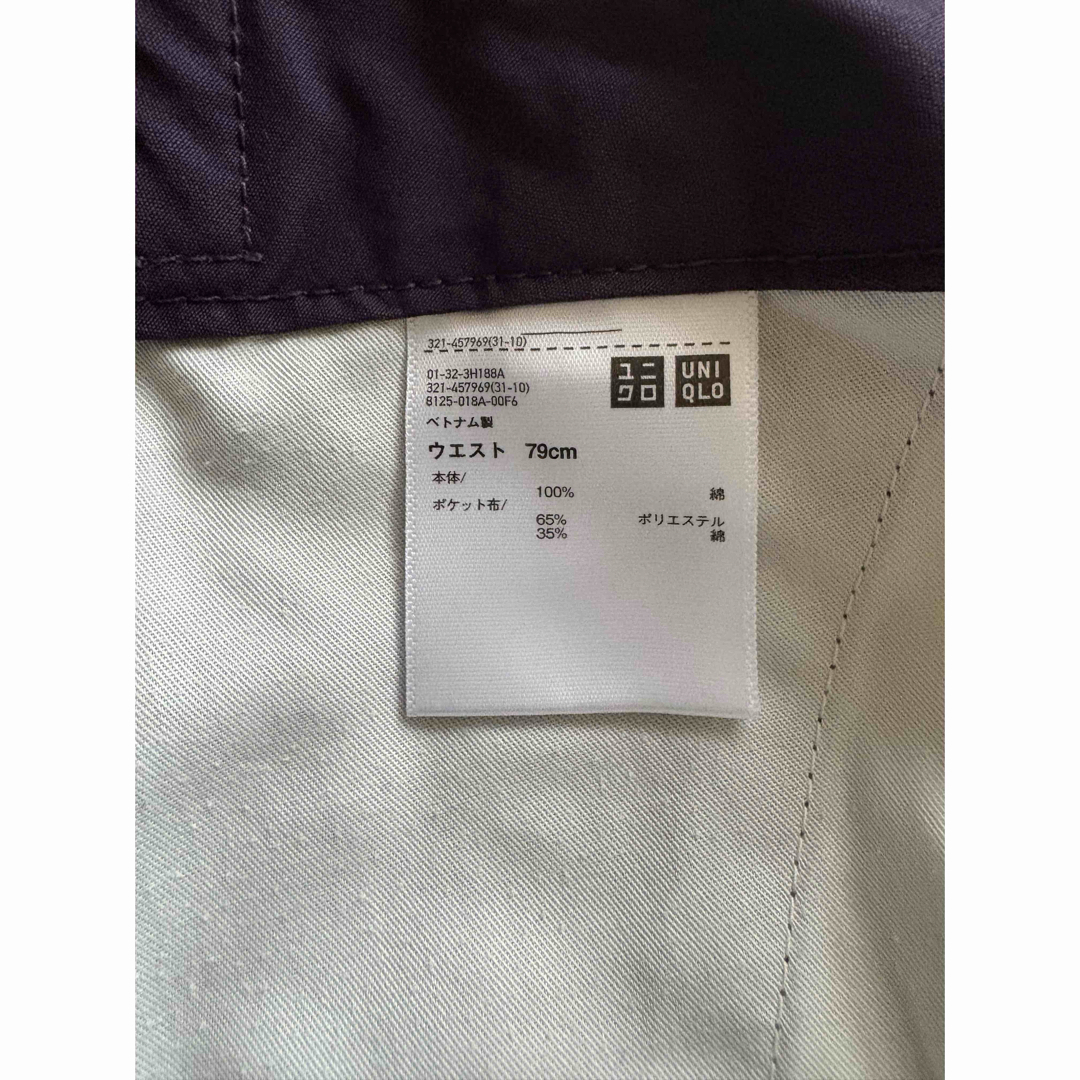 321-457969(31-10)
01-32-3H188A
321-457969(31-10)
8125-018A-00F6
ユニ
クロ
UNI
QLO
ベトナム製
ウエスト 79cm
本体/
100% 綿
ポケット布/
65% ポリエステル
35% 綿